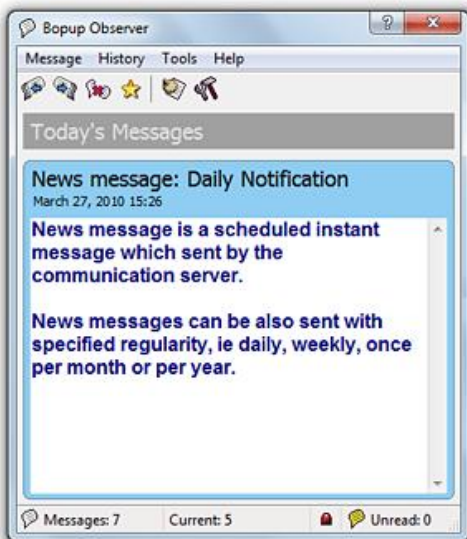 Bopup Observer
Message History Tools Help
Today's Messages
News message: Daily Notification
March 27, 2010 15:26
News message is a scheduled instant
message which sent by the
communication server.
News messages can be also sent with
specified regularity, ie daily, weekly, once
per month or per year.
Messages: 7 Current: 5 Unread: 0